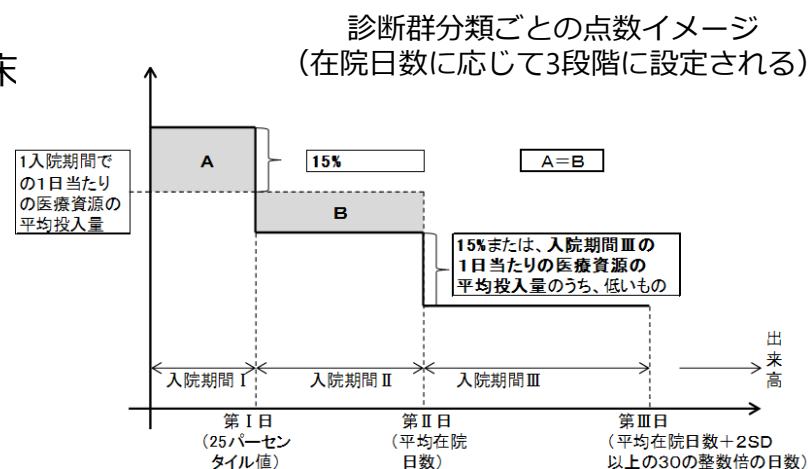 診断群分類ごとの点数イメージ
（在院日数に応じて3段階に設定される）
末
1入院期間で
の1日当たり
の医療資源の
平均投入量
A
15%
A＝B
B
15%または、入院期間Ⅲの
1日当たりの医療資源の
平均投入量のうち、低いもの
入院期間Ⅰ
入院期間Ⅱ
入院期間Ⅲ
出
来
高
第Ⅰ日
（25パーセン
タイル値）
第Ⅱ日
（平均在院
日数）
第Ⅲ日
（平均在院日数＋2SD
以上の30の整数倍の日数）